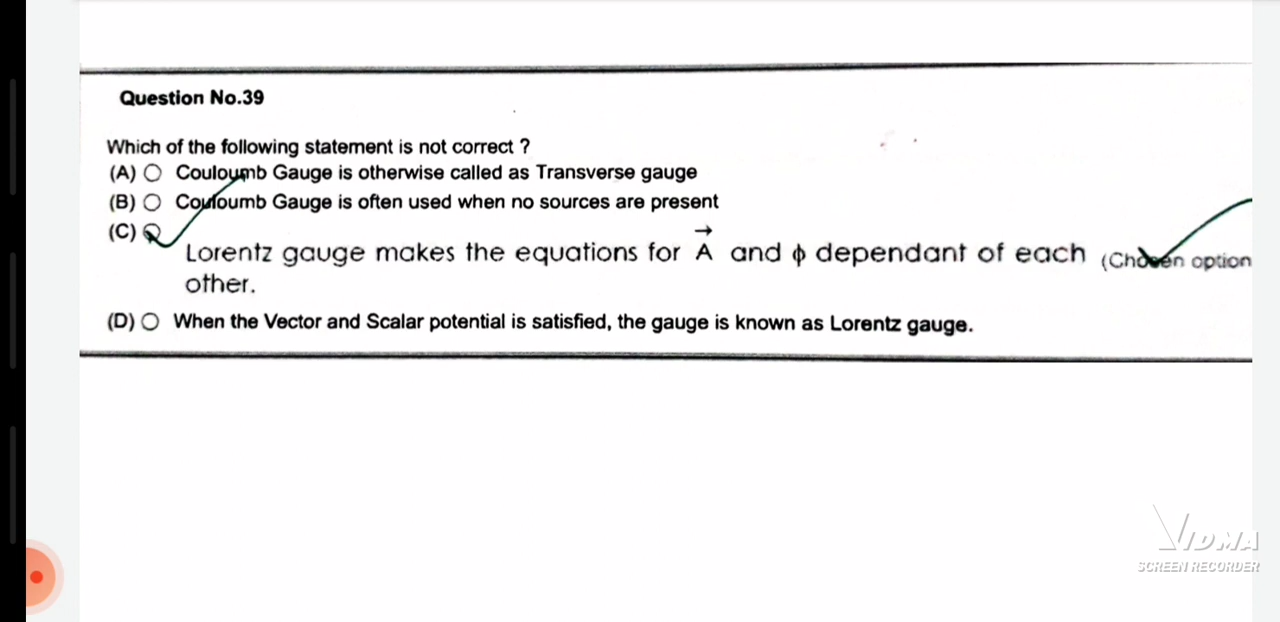 Question No.39
Which of the following statement is not correct ?
(A) Couloumb Gauge is otherwise called as Transverse gauge
(B) Couloumb Gauge is often used when no sources are present
(C)
Lorentz gauge makes the equations for A⃗ and ϕ dependant of each (Chosen option
other.
(D) When the Vector and Scalar potential is satisfied, the gauge is known as Lorentz gauge.
VIDMA
SCREEN RECORDER